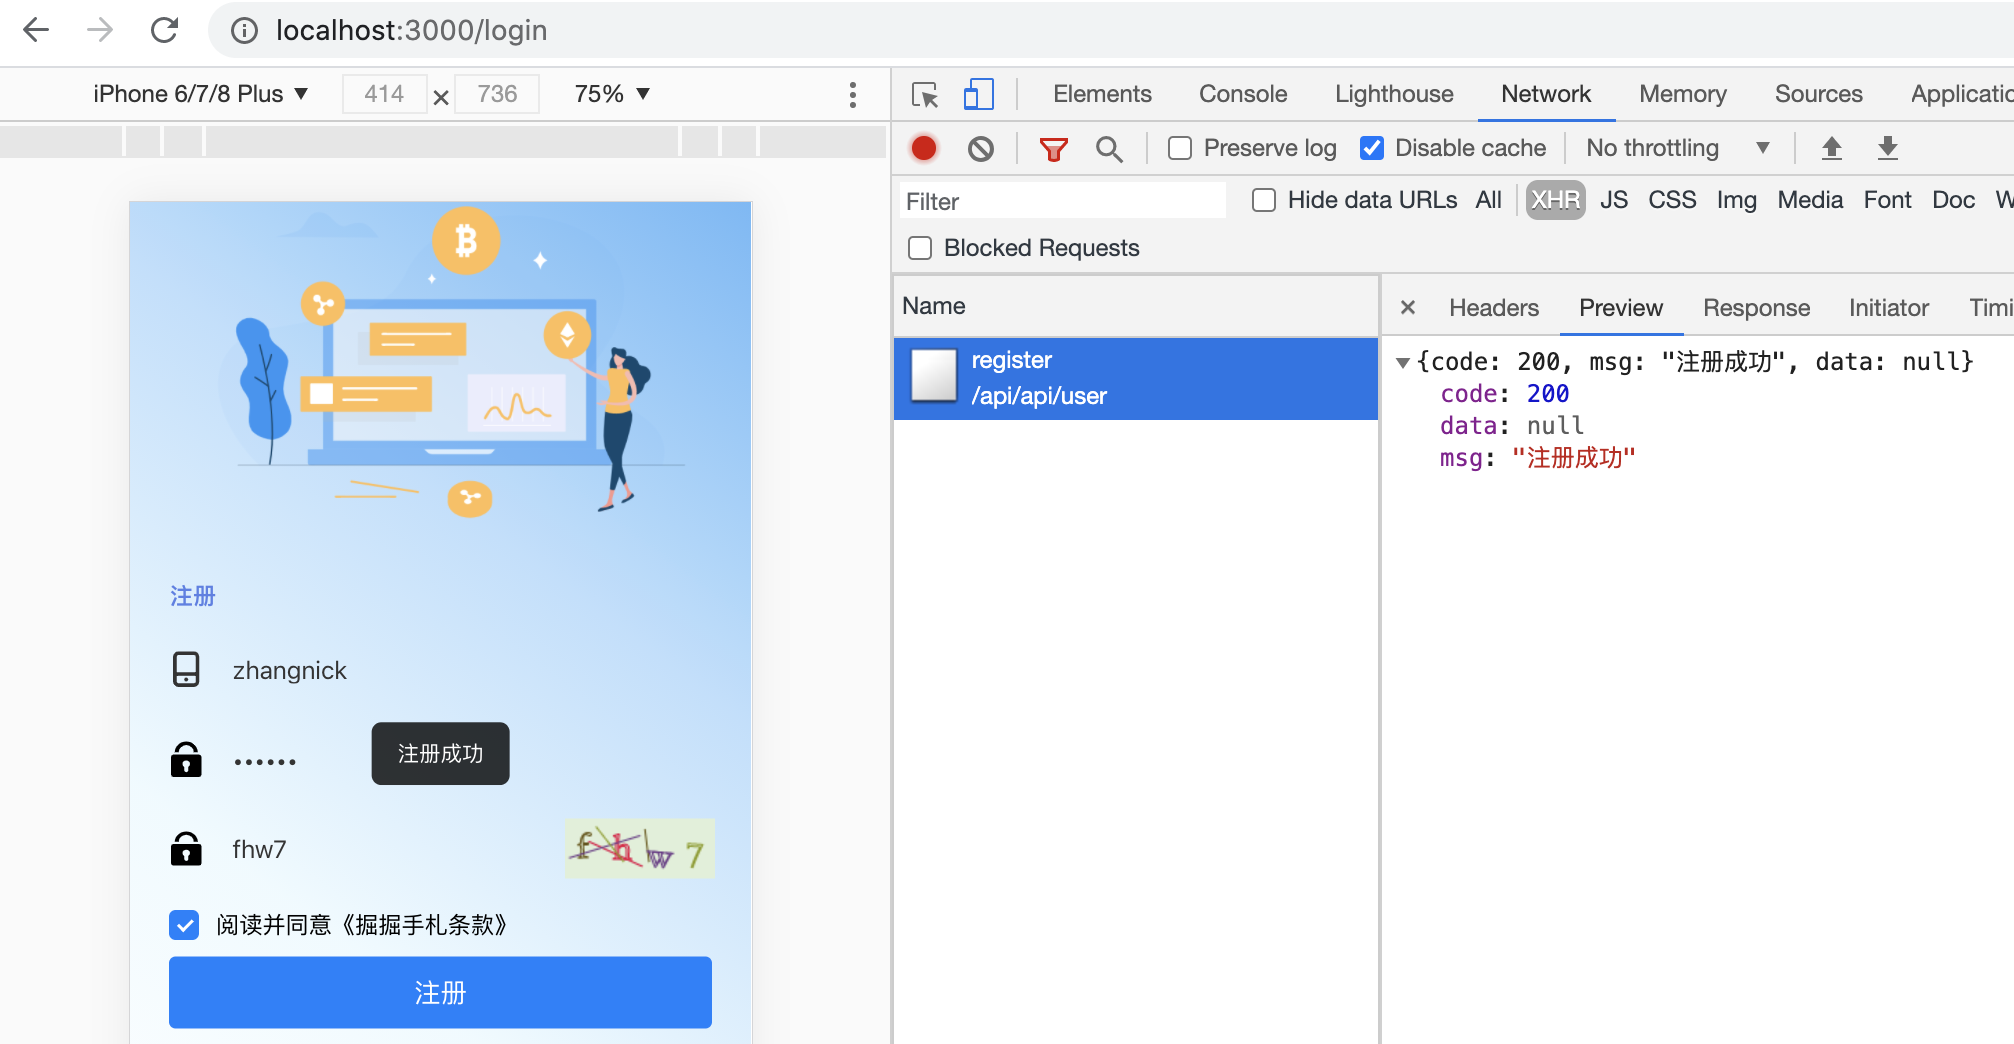 localhost:3000/login
iPhone 6/7/8 Plus ▼ 414 × 736 75% ▼
Elements Console Lighthouse Network Memory Sources Applicatio
Preserve log Disable cache No throttling ▼
Filter Hide data URLs All XHR JS CSS Img Media Font Doc W
Blocked Requests
Name
register
/api/api/user
× Headers Preview Response Initiator Timi
▼{code: 200, msg: "注册成功", data: null}
code: 200
data: null
msg: "注册成功"
注册
zhangnick
••••••
注册成功
fhw7
fhw7
阅读并同意《掘掘手札条款》
注册